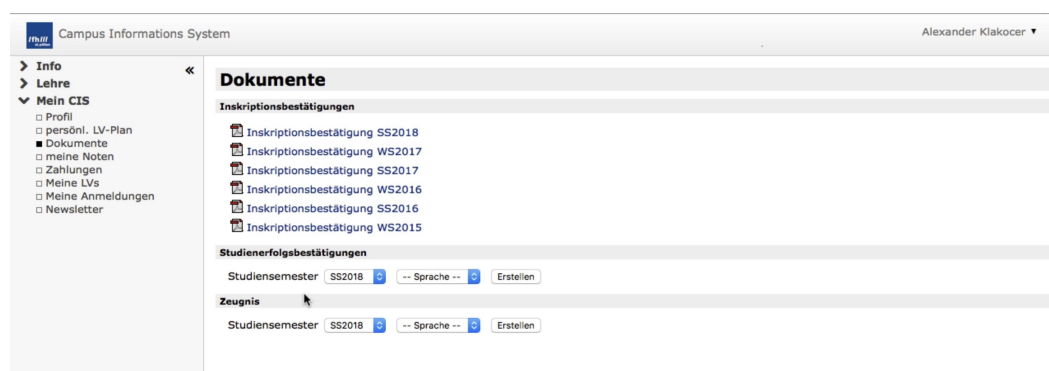 Campus Informations System
Alexander Klakocer
Info
Lehre
Mein CIS
Profil
persönl. LV-Plan
Dokumente
meine Noten
Zahlungen
Meine LVs
Meine Anmeldungen
Newsletter
Dokumente
Inskriptionsbestätigungen
Inskriptionsbestätigung SS2018
Inskriptionsbestätigung WS2017
Inskriptionsbestätigung SS2017
Inskriptionsbestätigung WS2016
Inskriptionsbestätigung SS2016
Inskriptionsbestätigung WS2015
Studienerfolgsbestätigungen
Studiensemester SS2018 -- Sprache -- Erstellen
Zeugnis
Studiensemester SS2018 -- Sprache -- Erstellen